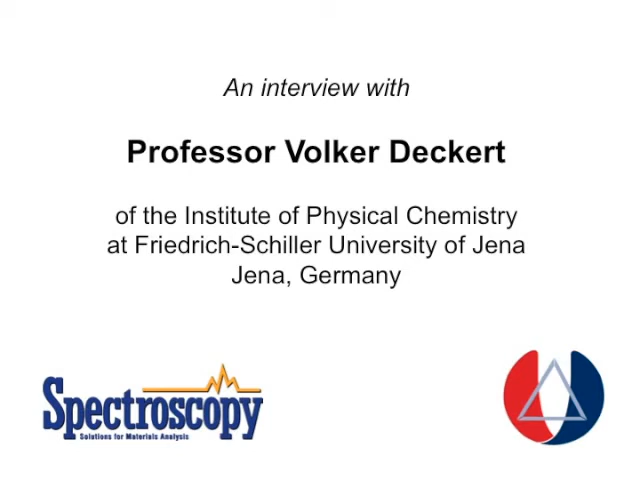 An interview with
Professor Volker Deckert
of the Institute of Physical Chemistry
at Friedrich-Schiller University of Jena
Jena, Germany
Spectroscopy
Solutions for Materials Analysis